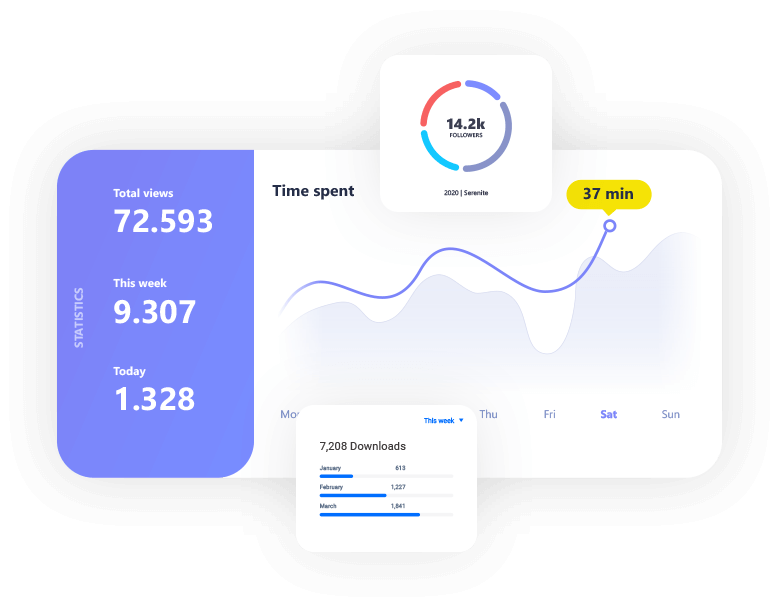 14.2k
FOLLOWERS
2020 | Serenite
STATISTICS
Total views
72.593
This week
9.307
Today
1.328
Time spent
37 min
Thu Fri Sat Sun
This week
7,208 Downloads
January 613
February 1,227
March 1,841